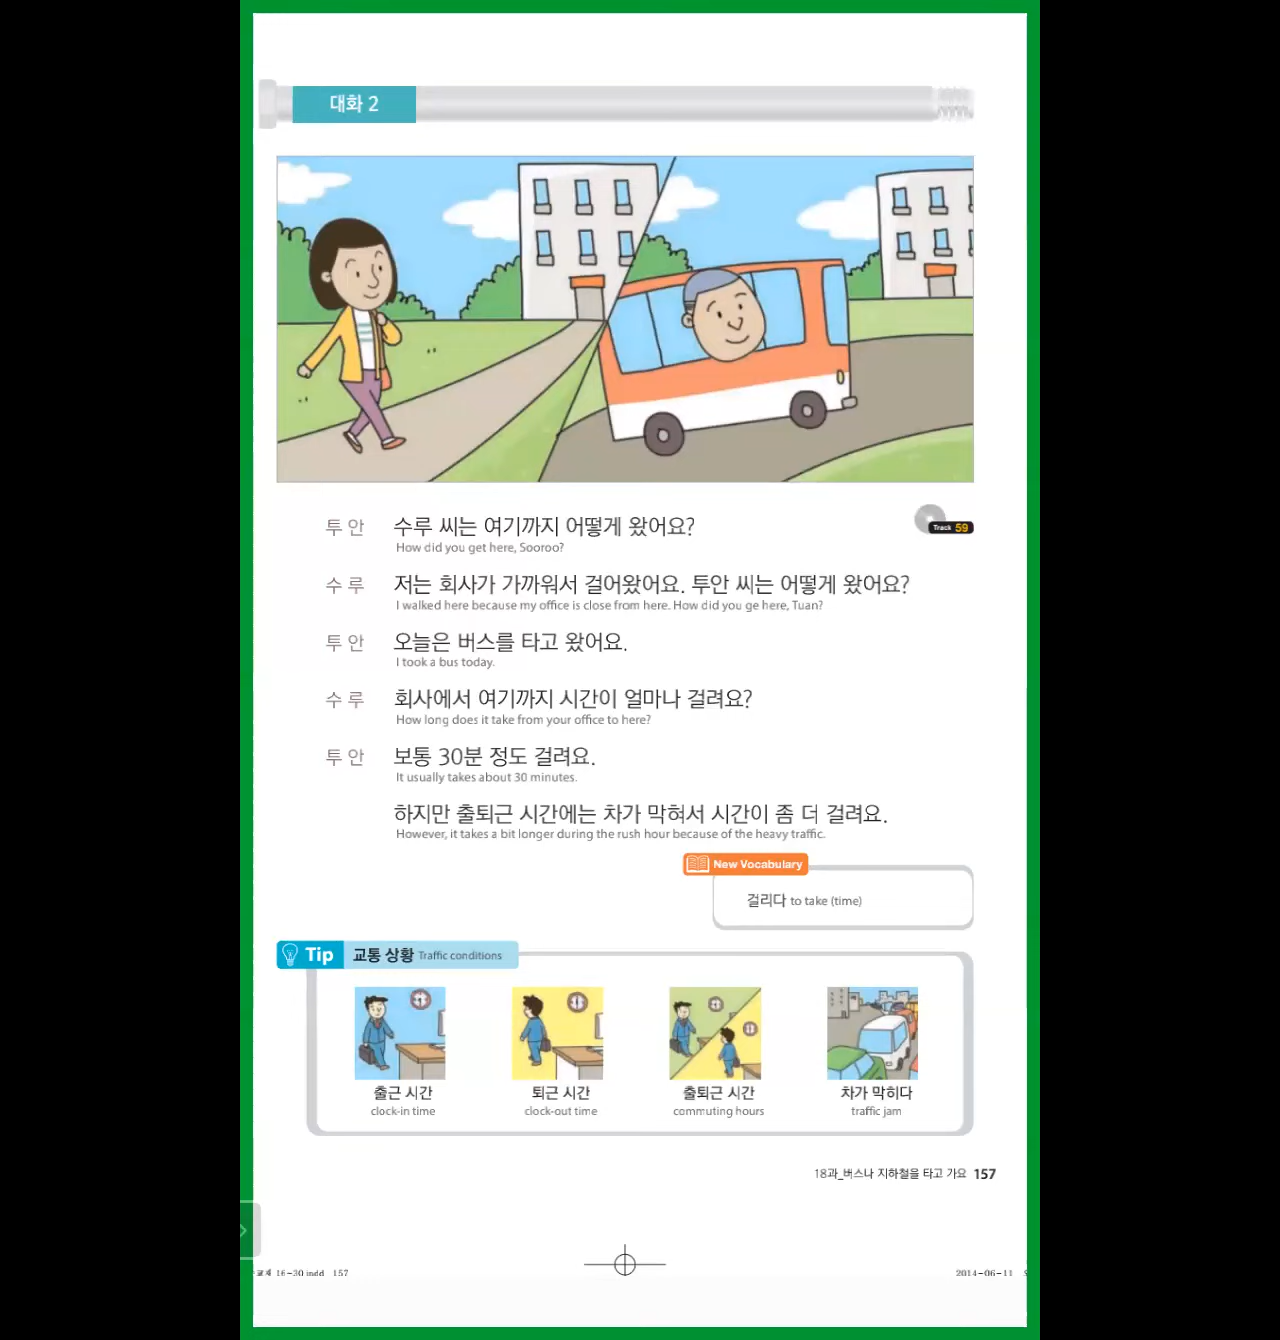 대화 2
투 안 수루 씨는 여기까지 어떻게 왔어요?
How did you get here, Sooroo?
Track 59
수 루 저는 회사가 가까워서 걸어왔어요. 투안 씨는 어떻게 왔어요?
I walked here because my office is close from here. How did you ge here, Tuan?
투 안 오늘은 버스를 타고 왔어요.
I took a bus today.
수 루 회사에서 여기까지 시간이 얼마나 걸려요?
How long does it take from your office to here?
투 안 보통 30분 정도 걸려요.
It usually takes about 30 minutes.
하지만 출퇴근 시간에는 차가 막혀서 시간이 좀 더 걸려요.
However, it takes a bit longer during the rush hour because of the heavy traffic.
New Vocabulary
걸리다 to take (time)
Tip 교통 상황 Traffic conditions
출근 시간
clock-in time
퇴근 시간
clock-out time
출퇴근 시간
commuting hours
차가 막히다
traffic jam
18과_버스나 지하철을 타고 가요 157
16-30.indd 157
2014-06-11